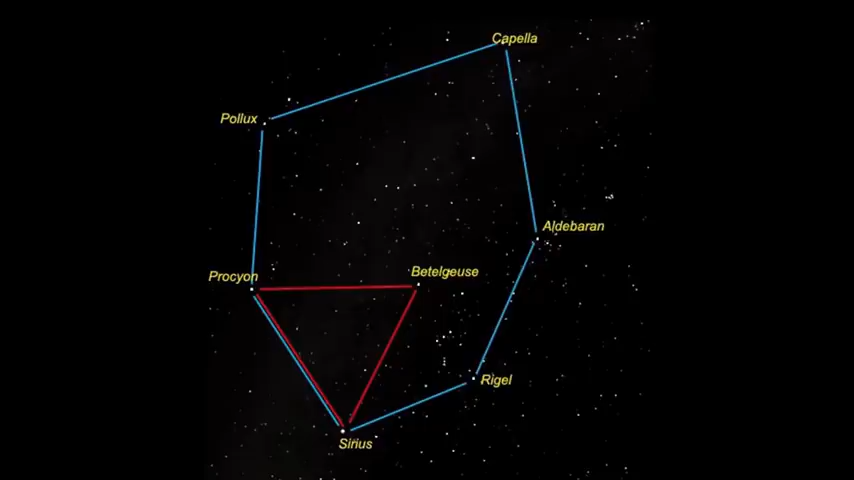 Capella
Pollux
Aldebaran
Betelgeuse
Procyon
Rigel
Sirius